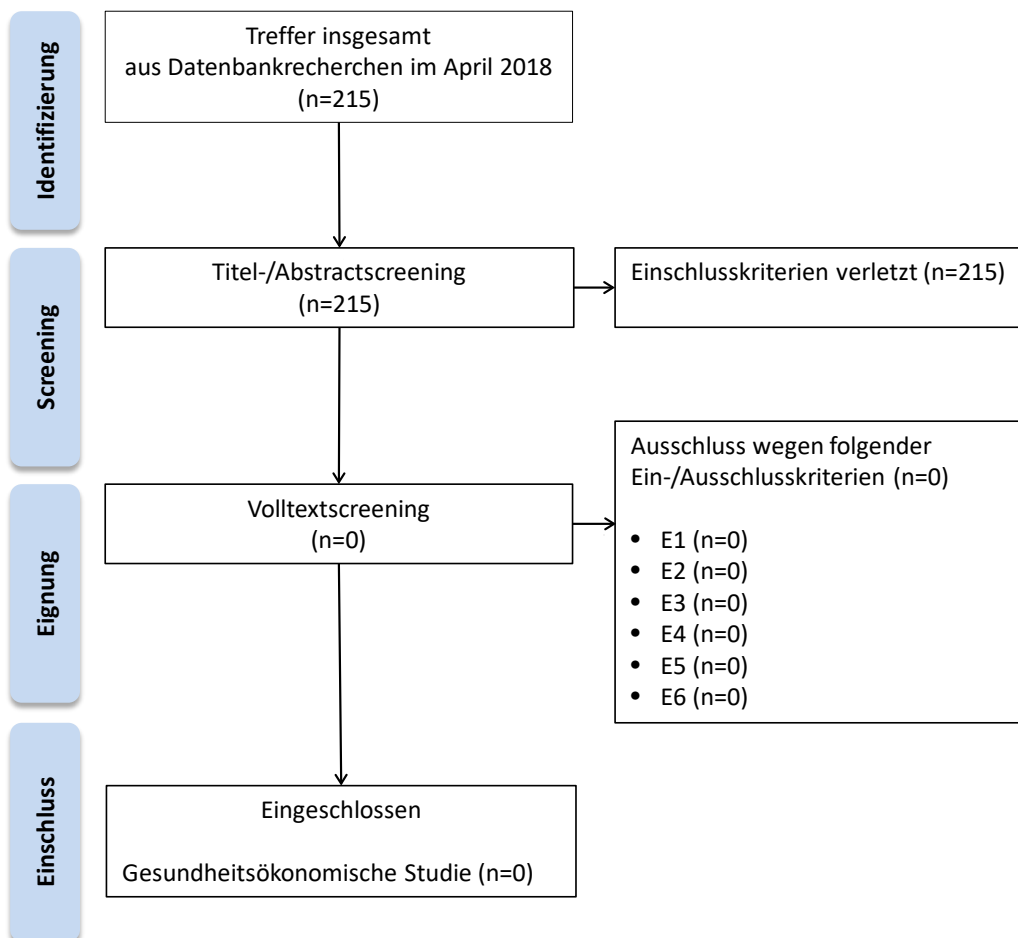 Identifizierung
Treffer insgesamt
aus Datenbankrecherchen im April 2018
(n=215)
Screening
Titel-/Abstractscreening
(n=215)
Einschlusskriterien verletzt (n=215)
Eignung
Volltextscreening
(n=0)
Ausschluss wegen folgender
Ein-/Ausschlusskriterien (n=0)
• E1 (n=0)
• E2 (n=0)
• E3 (n=0)
• E4 (n=0)
• E5 (n=0)
• E6 (n=0)
Einschluss
Eingeschlossen
Gesundheitsökonomische Studie (n=0)